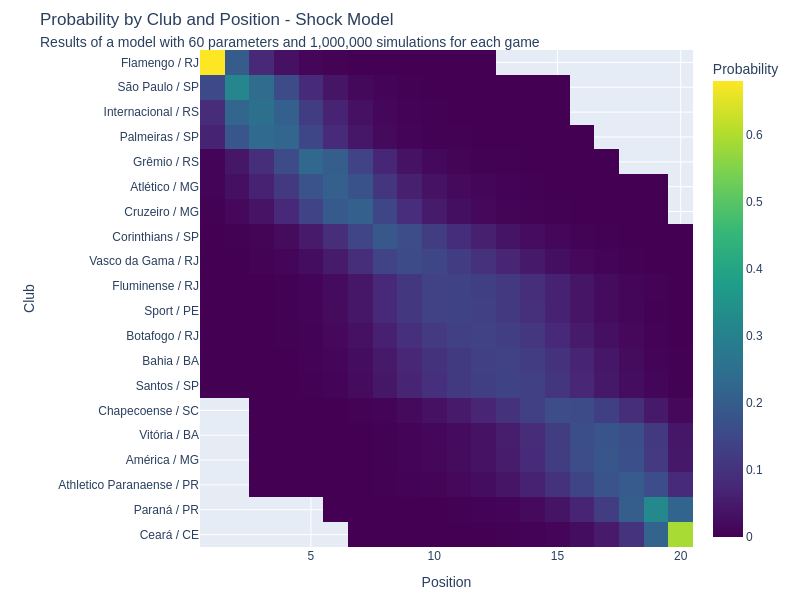 Probability by Club and Position - Shock Model
Results of a model with 60 parameters and 1,000,000 simulations for each game
Probability
Flamengo / RJ
São Paulo / SP
Internacional / RS
Palmeiras / SP
Grêmio / RS
Atlético / MG
Cruzeiro / MG
Corinthians / SP
Vasco da Gama / RJ
Fluminense / RJ
Sport / PE
Botafogo / RJ
Bahia / BA
Santos / SP
Chapecoense / SC
Vitória / BA
América / MG
Athletico Paranaense / PR
Paraná / PR
Ceará / CE
Club
0.6
0.5
0.4
0.3
0.2
0.1
0
5
10
15
20
Position